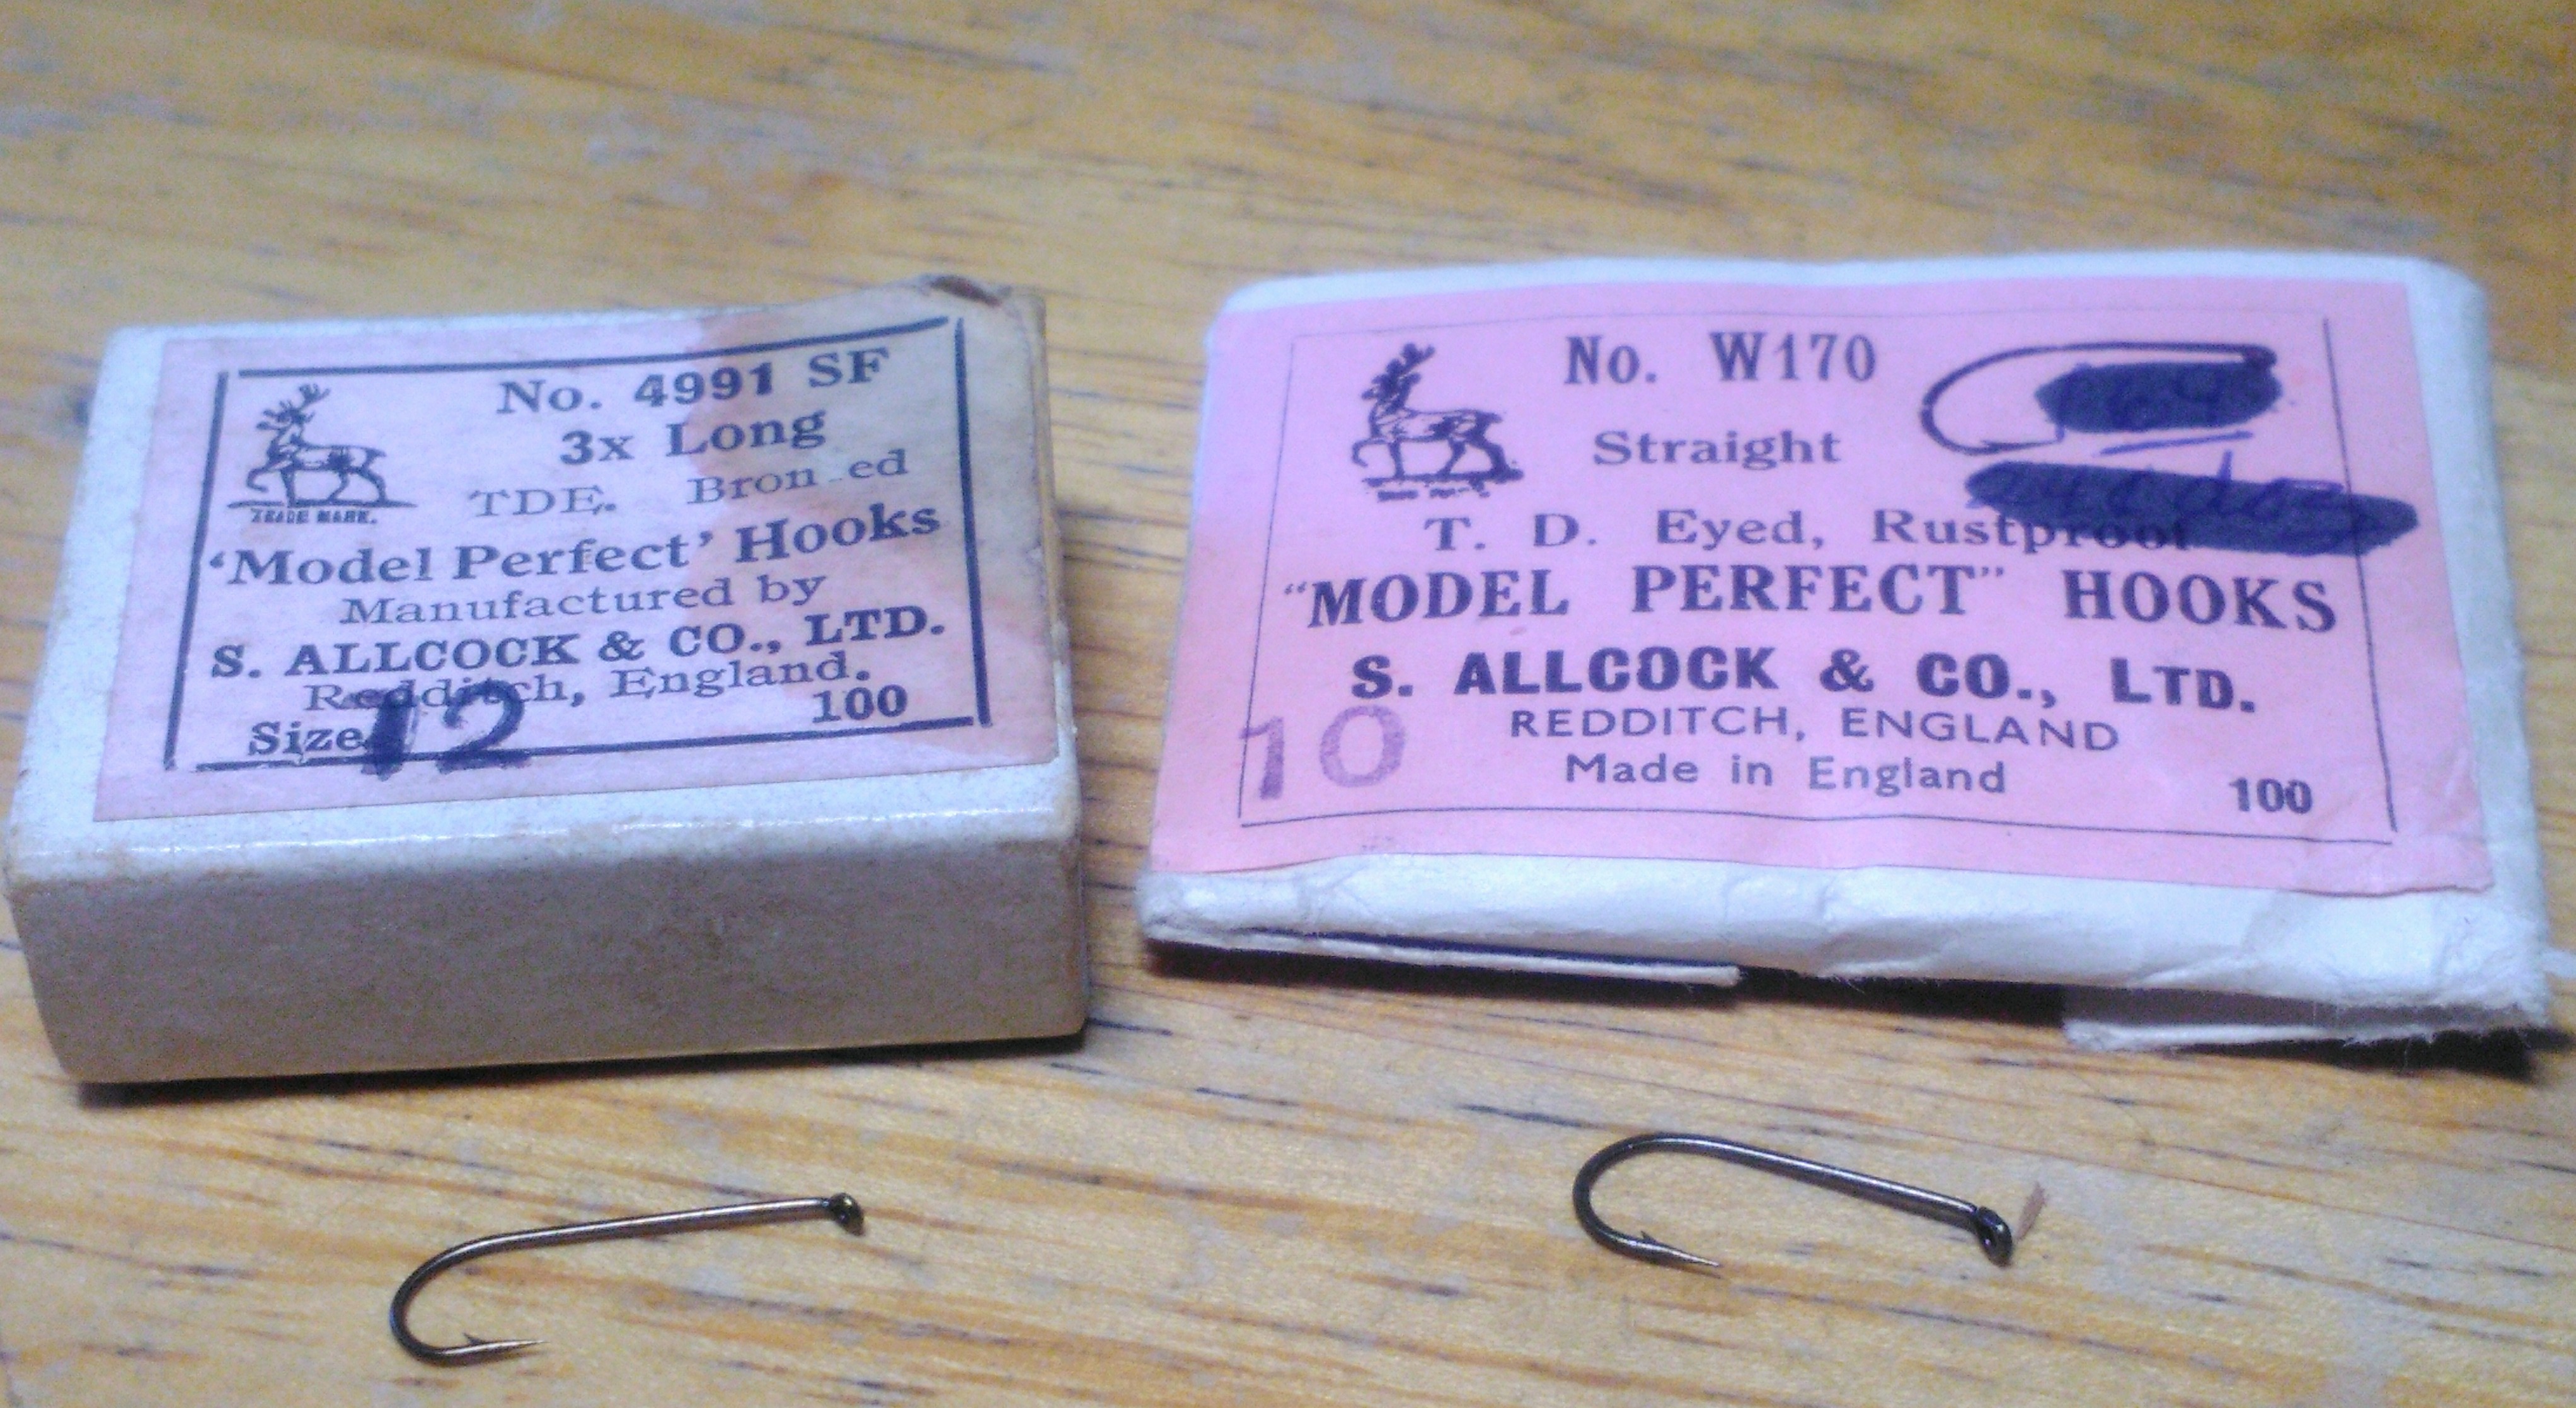 No. 4991 SF
3x Long
TDE. Bron ed
'Model Perfect' Hooks
Manufactured by
S. ALLCOCK & CO., LTD.
Redditch, England.
Size 12 100
TRADE MARK.
No. W170
Straight
T. D. Eyed, Rustproof
"MODEL PERFECT" HOOKS
S. ALLCOCK & CO., LTD.
REDDITCH, ENGLAND
Made in England
10 100